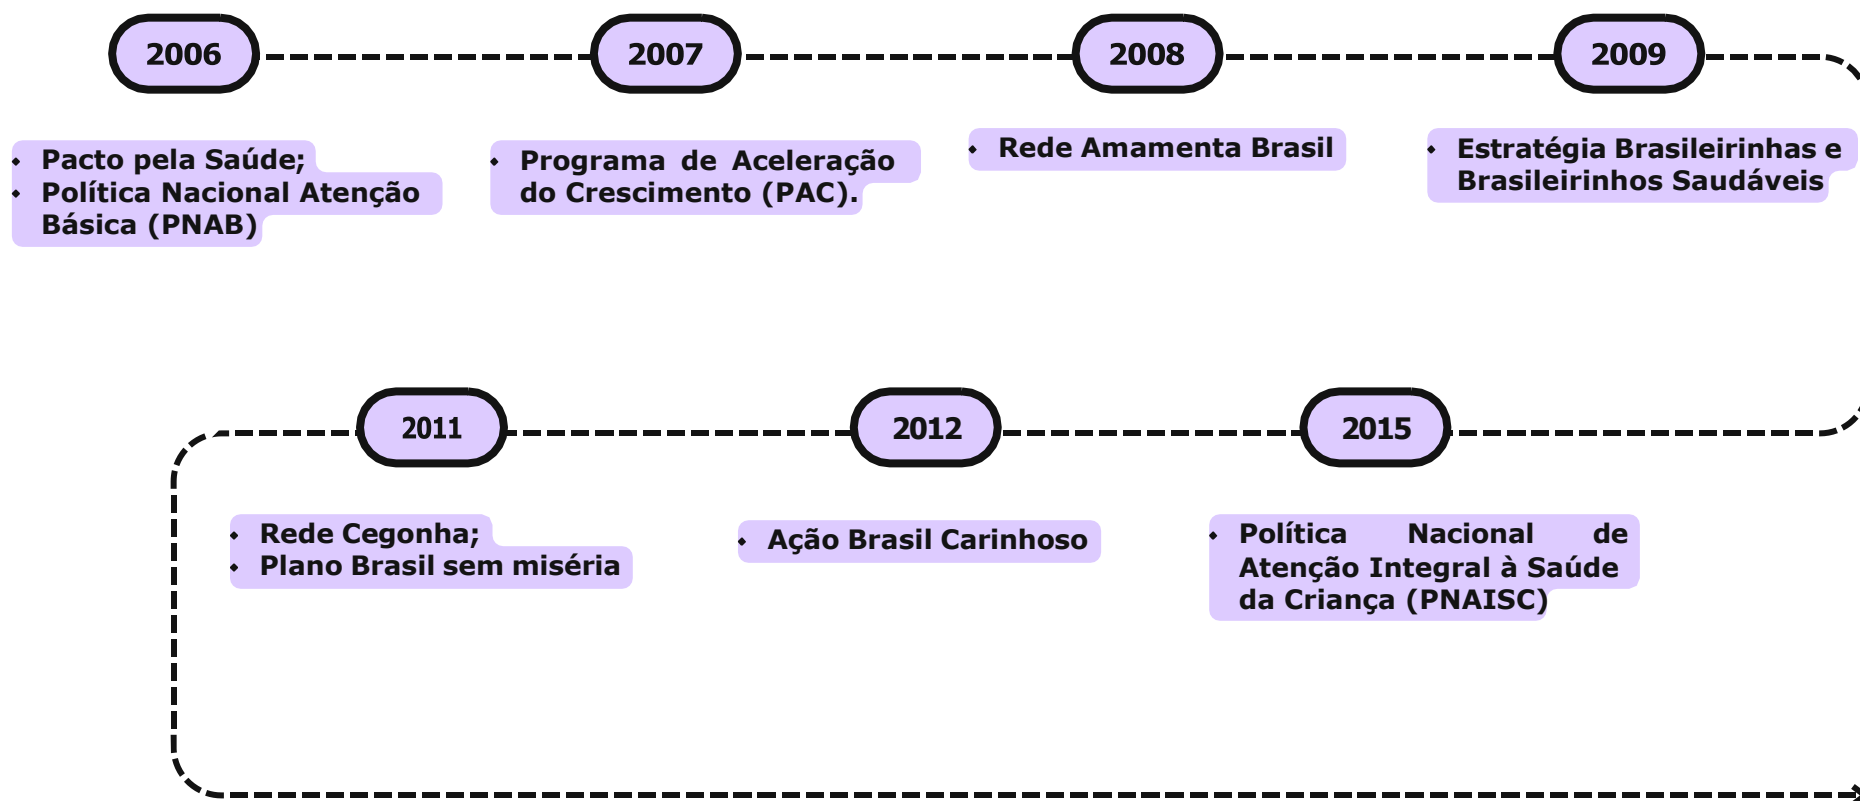 2006
2007
2008
2009
Pacto pela Saúde;
Política Nacional Atenção
Básica (PNAB)
Programa de Aceleração
do Crescimento (PAC).
Rede Amamenta Brasil
Estratégia Brasileirinhas e
Brasileirinhos Saudáveis
2011
2012
2015
Rede Cegonha;
Plano Brasil sem miséria
Ação Brasil Carinhoso
Política Nacional de
Atenção Integral à Saúde
da Criança (PNAISC)